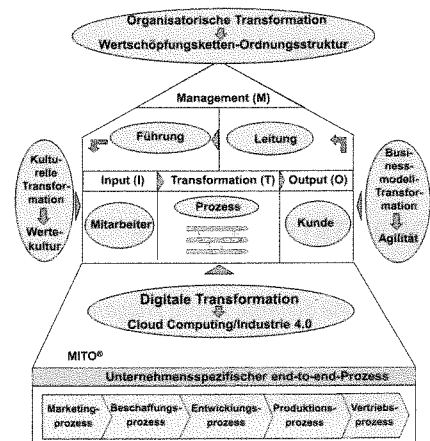 Organisatorische Transformation
Wertschöpfungsketten-Ordnungsstruktur
Management (M)
Führung
Leitung
Kultu-
relle
Transfor-
mation
Werte-
kultur
Busi-
ness-
modell-
Transfor-
mation
Agilität
Input (I)
Transformation (T)
Output (O)
Mitarbeiter
Prozess
Kunde
Digitale Transformation
Cloud Computing/Industrie 4.0
MITO®
Unternehmensspezifischer end-to-end-Prozess
Marketing-
prozess
Beschaffungs-
prozess
Entwicklungs-
prozess
Produktions-
prozess
Vertriebs-
prozess